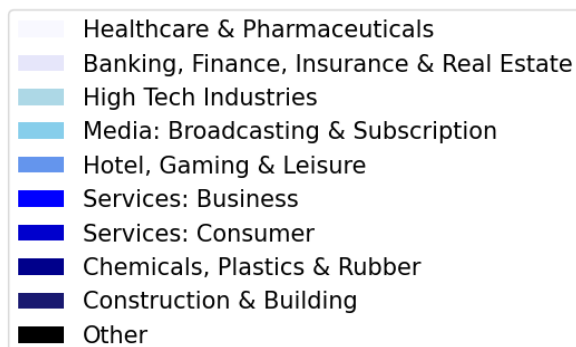 Healthcare & Pharmaceuticals
Banking, Finance, Insurance & Real Estate
High Tech Industries
Media: Broadcasting & Subscription
Hotel, Gaming & Leisure
Services: Business
Services: Consumer
Chemicals, Plastics & Rubber
Construction & Building
Other